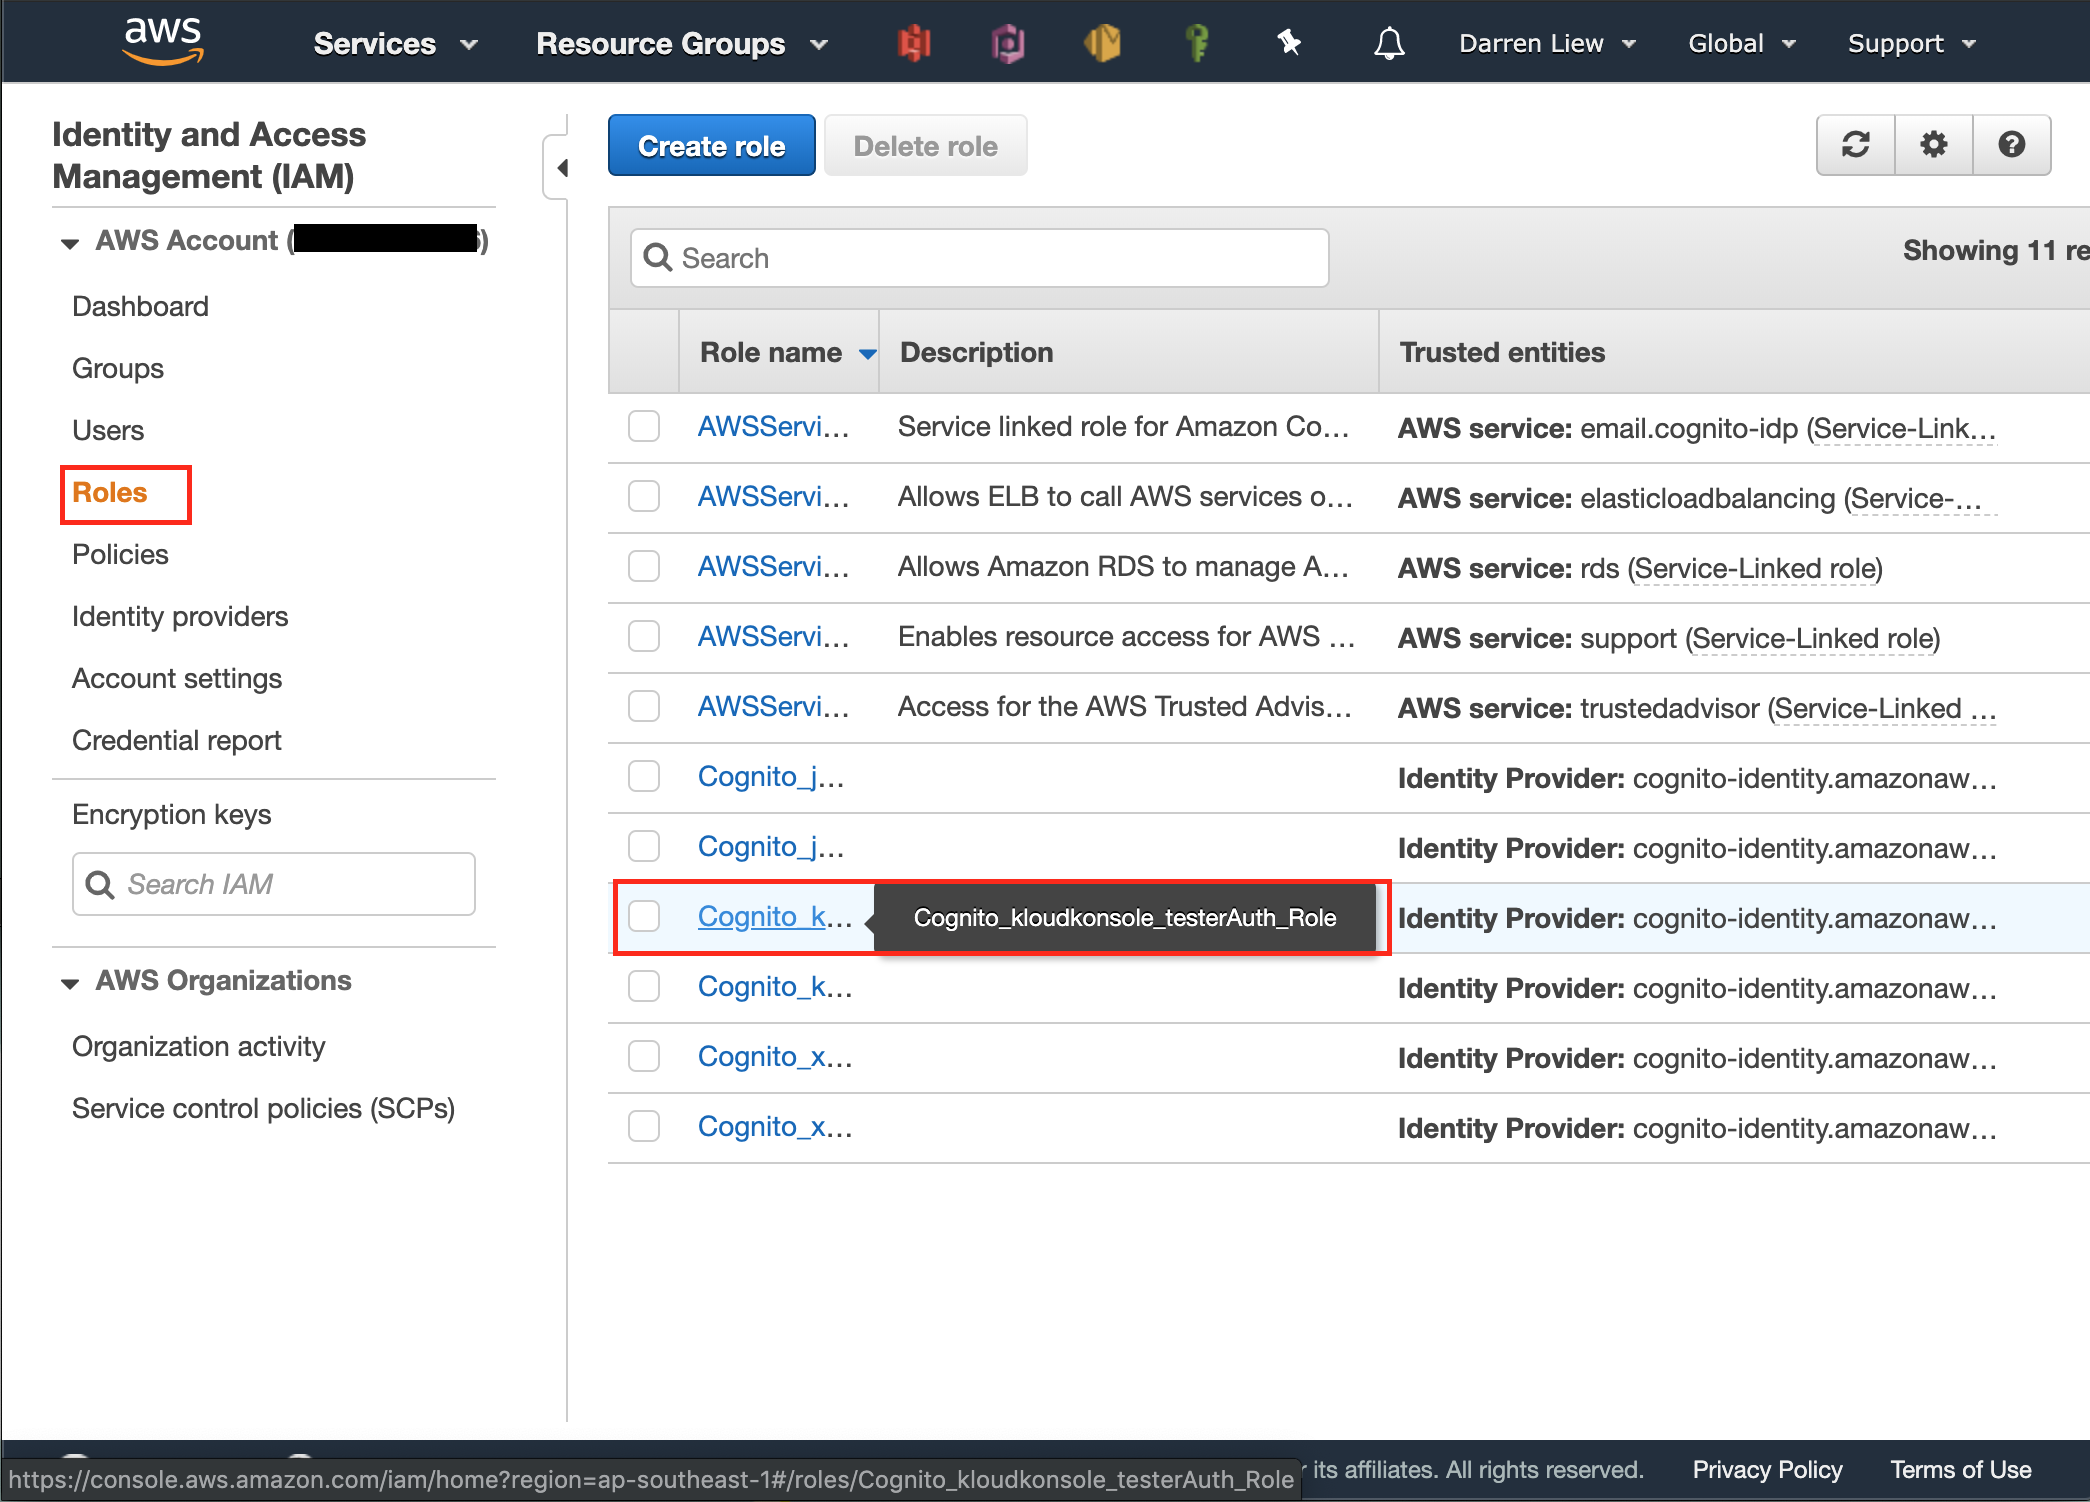 aws
Services
Resource Groups
Darren Liew
Global
Support
Identity and Access
Management (IAM)
AWS Account ( )
Dashboard
Groups
Users
Roles
Policies
Identity providers
Account settings
Credential report
Encryption keys
Search IAM
AWS Organizations
Organization activity
Service control policies (SCPs)
Create role
Delete role
Search
Showing 11 re
Role name
Description
Trusted entities
AWSServi...
Service linked role for Amazon Co...
AWS service: email.cognito-idp (Service-Link...
AWSServi...
Allows ELB to call AWS services o...
AWS service: elasticloadbalancing (Service-...
AWSServi...
Allows Amazon RDS to manage A...
AWS service: rds (Service-Linked role)
AWSServi...
Enables resource access for AWS ...
AWS service: support (Service-Linked role)
AWSServi...
Access for the AWS Trusted Advis...
AWS service: trustedadvisor (Service-Linked ...
Cognito_j...
Identity Provider: cognito-identity.amazonaw...
Cognito_j...
Identity Provider: cognito-identity.amazonaw...
Cognito_k...
Cognito_kloudkonsole_testerAuth_Role
Identity Provider: cognito-identity.amazonaw...
Cognito_k...
Identity Provider: cognito-identity.amazonaw...
Cognito_x...
Identity Provider: cognito-identity.amazonaw...
Cognito_x...
Identity Provider: cognito-identity.amazonaw...
https://console.aws.amazon.com/iam/home?region=ap-southeast-1#/roles/Cognito_kloudkonsole_testerAuth_Role
its affiliates. All rights reserved.
Privacy Policy
Terms of Use